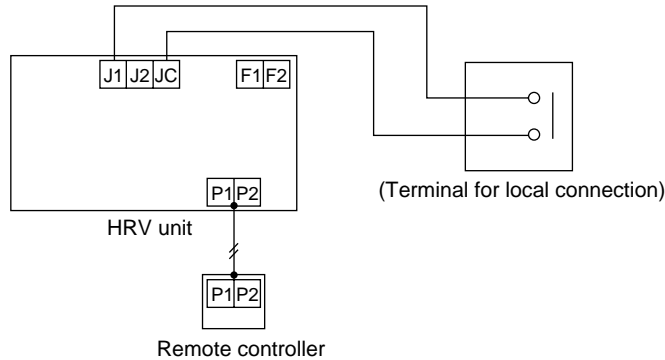 J1 J2 JC F1 F2
P1 P2
(Terminal for local connection)
HRV unit
P1 P2
Remote controller